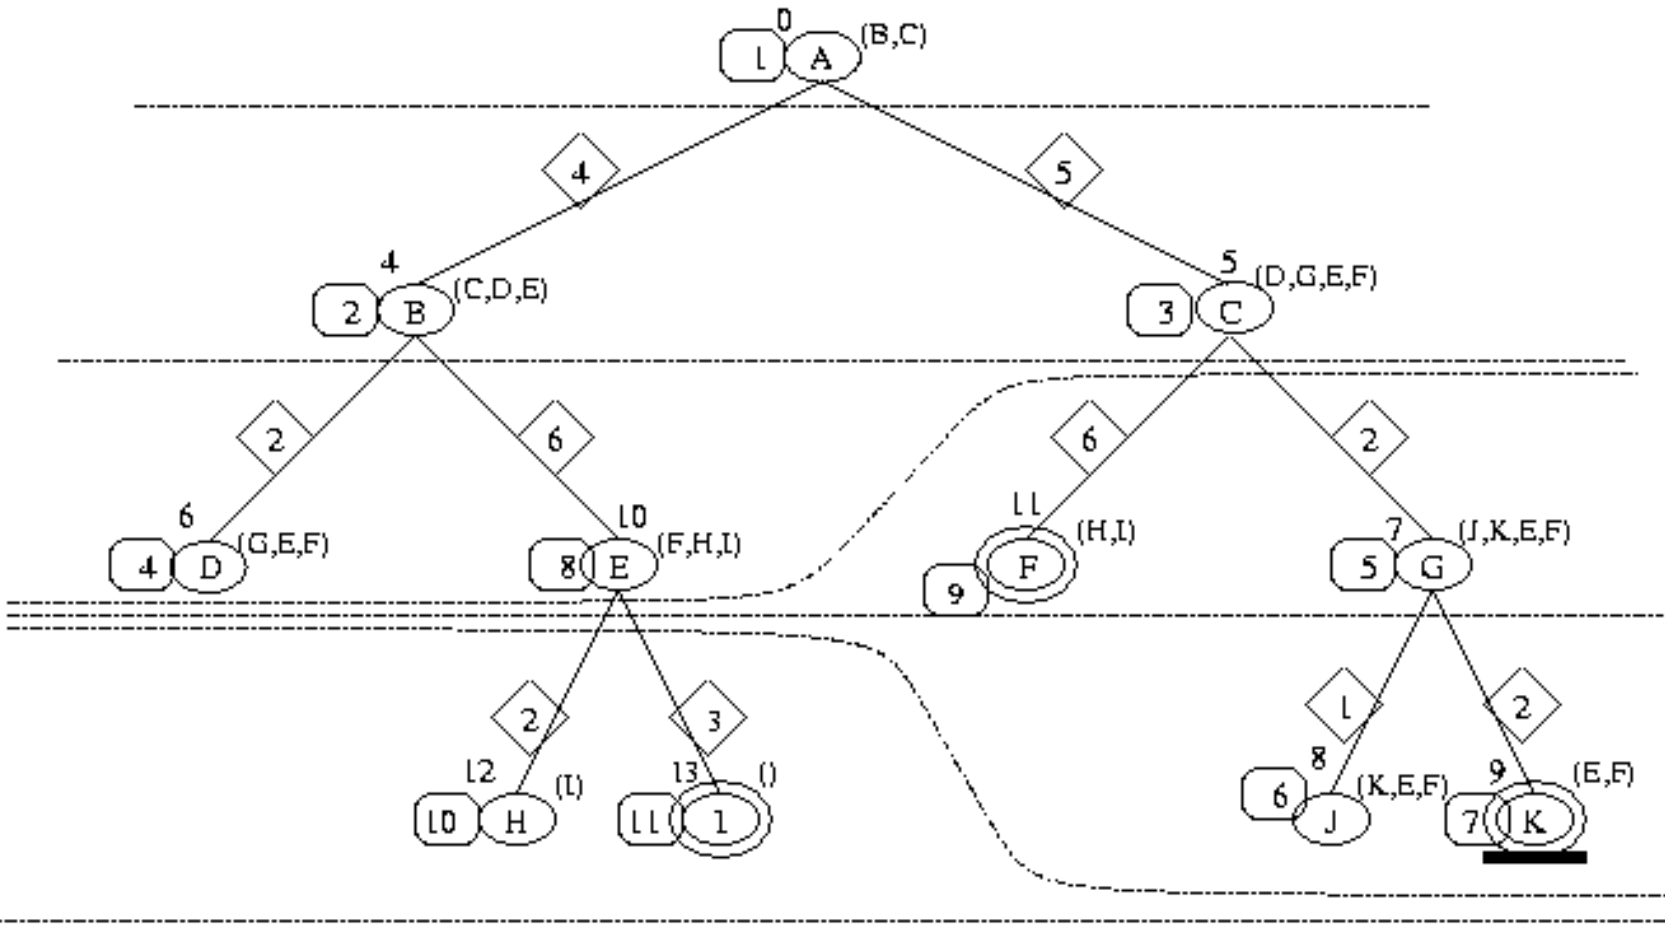 0
1 A (B,C)
4 5
4 5
2 B (C,D,E) 3 C (D,G,E,F)
2 6 6 2
6 10 11 7
4 D (G,E,F) 8 E (F,H,I) 9 F (H,I) 5 G (J,K,E,F)
2 3 1 2
12 13 8 9
10 H (I) 11 I () 6 J (K,E,F) 7 K (E,F)